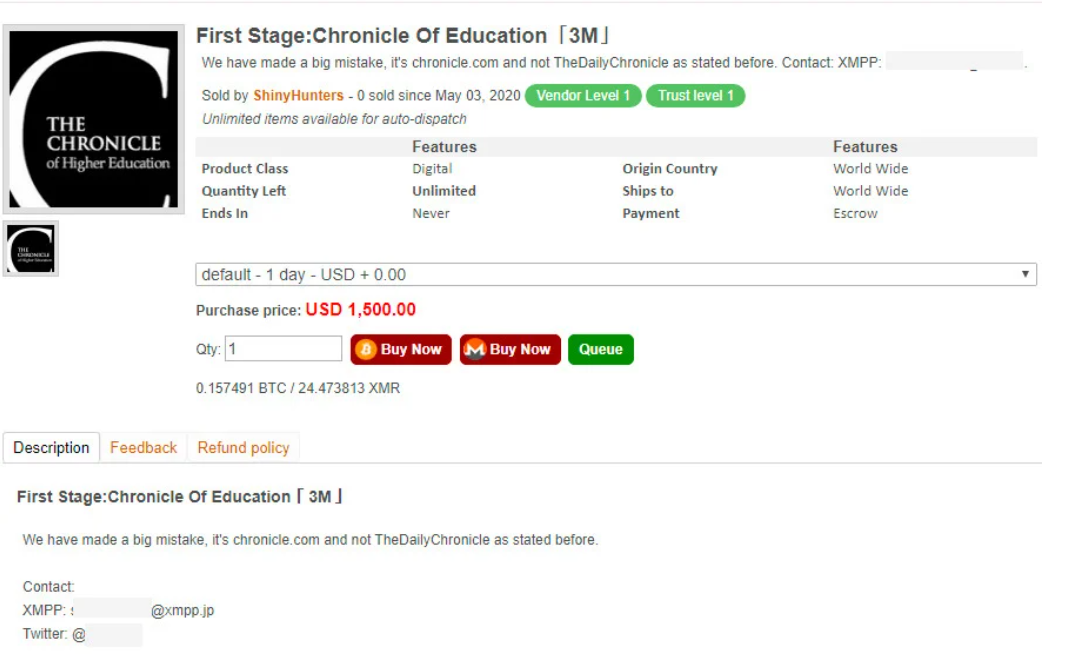 THE
CHRONICLE
of Higher Education
THE
CHRONICLE
of Higher Education
First Stage:Chronicle Of Education「3M」
We have made a big mistake, it's chronicle.com and not TheDailyChronicle as stated before. Contact: XMPP: .
Sold by ShinyHunters - 0 sold since May 03, 2020 Vendor Level 1 Trust level 1
Unlimited items available for auto-dispatch
Features Features
Product Class Digital Origin Country World Wide
Quantity Left Unlimited Ships to World Wide
Ends In Never Payment Escrow
default - 1 day - USD + 0.00
Purchase price: USD 1,500.00
Qty: 1 Buy Now Buy Now Queue
0.157491 BTC / 24.473813 XMR
Description Feedback Refund policy
First Stage:Chronicle Of Education「 3M 」
We have made a big mistake, it's chronicle.com and not TheDailyChronicle as stated before.
Contact:
XMPP: @xmpp.jp
Twitter: @